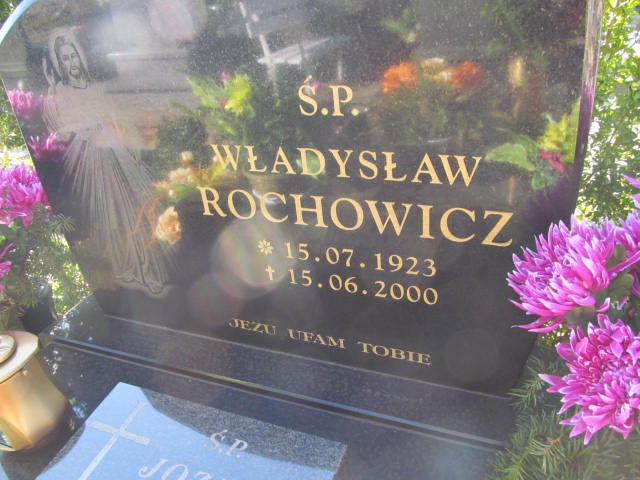 Ś.P.
WŁADYSŁAW
ROCHOWICZ
15.07.1923
15.06.2000
JEZU UFAM TOBIE
Ś.P.